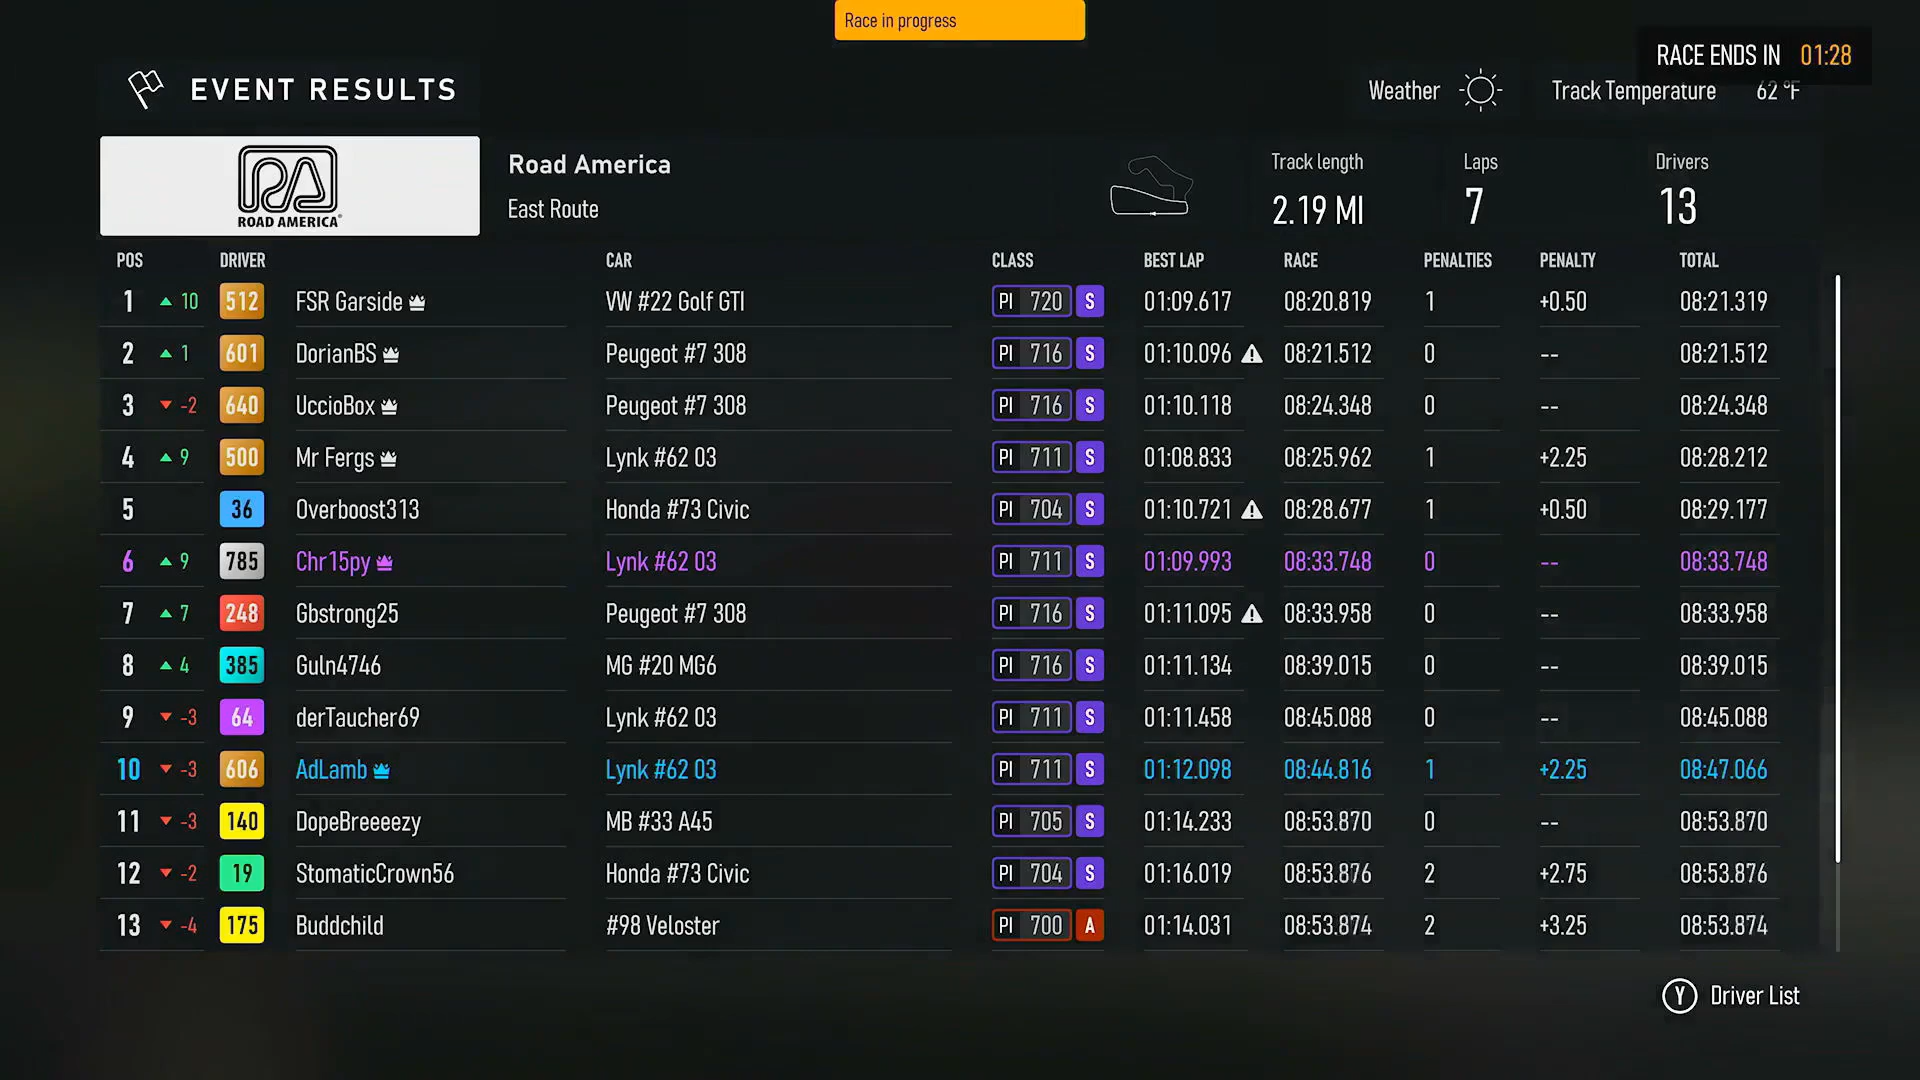 Race in progress
RACE ENDS IN 01:28
EVENT RESULTS
Weather Track Temperature 62 °F
ROAD AMERICA®
Road America
East Route
Track length Laps Drivers
2.19 MI 7 13
POS DRIVER CAR CLASS BEST LAP RACE PENALTIES PENALTY TOTAL
1 ▲ 10 512 FSR Garside VW #22 Golf GTI PI 720 S 01:09.617 08:20.819 1 +0.50 08:21.319
2 ▲ 1 601 DorianBS Peugeot #7 308 PI 716 S 01:10.096 08:21.512 0 -- 08:21.512
3 ▼ -2 640 UccioBox Peugeot #7 308 PI 716 S 01:10.118 08:24.348 0 -- 08:24.348
4 ▲ 9 500 Mr Fergs Lynk #62 03 PI 711 S 01:08.833 08:25.962 1 +2.25 08:28.212
5 36 Overboost313 Honda #73 Civic PI 704 S 01:10.721 08:28.677 1 +0.50 08:29.177
6 ▲ 9 785 Chr15py Lynk #62 03 PI 711 S 01:09.993 08:33.748 0 -- 08:33.748
7 ▲ 7 248 Gbstrong25 Peugeot #7 308 PI 716 S 01:11.095 08:33.958 0 -- 08:33.958
8 ▲ 4 385 Guln4746 MG #20 MG6 PI 716 S 01:11.134 08:39.015 0 -- 08:39.015
9 ▼ -3 64 derTaucher69 Lynk #62 03 PI 711 S 01:11.458 08:45.088 0 -- 08:45.088
10 ▼ -3 606 AdLamb Lynk #62 03 PI 711 S 01:12.098 08:44.816 1 +2.25 08:47.066
11 ▼ -3 140 DopeBreeeezy MB #33 A45 PI 705 S 01:14.233 08:53.870 0 -- 08:53.870
12 ▼ -2 19 StomaticCrown56 Honda #73 Civic PI 704 S 01:16.019 08:53.876 2 +2.75 08:53.876
13 ▼ -4 175 Buddchild #98 Veloster PI 700 A 01:14.031 08:53.874 2 +3.25 08:53.874
Y Driver List